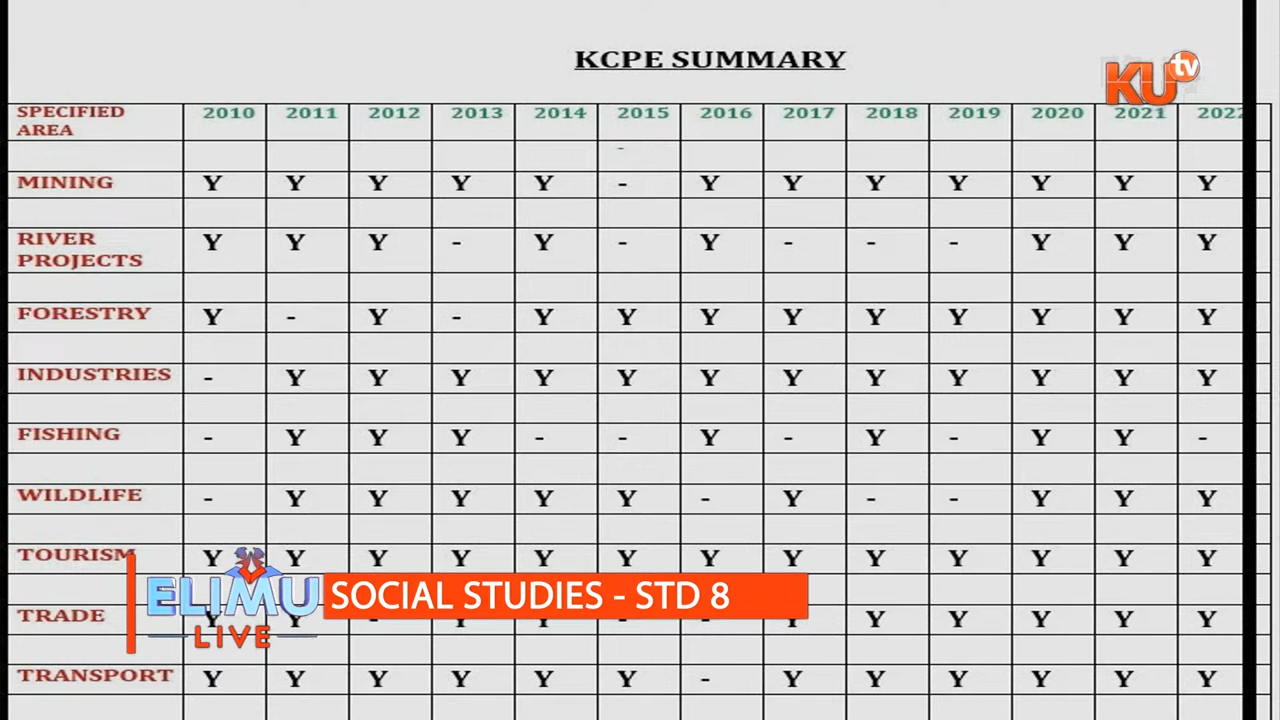 KCPE SUMMARY
KU tv
SPECIFIED AREA 2010 2011 2012 2013 2014 2015 2016 2017 2018 2019 2020 2021 2022
-
MINING Y Y Y Y Y - Y Y Y Y Y Y Y
RIVER PROJECTS Y Y Y - Y - Y - - - Y Y Y
FORESTRY Y - Y - Y Y Y Y Y Y Y Y Y
INDUSTRIES - Y Y Y Y Y Y Y Y Y Y Y Y
FISHING - Y Y Y - - Y - Y - Y Y -
WILDLIFE - Y Y Y Y Y - Y - - Y Y Y
TOURISM Y Y Y Y Y Y Y Y Y Y Y Y Y
ELIMU LIVE
SOCIAL STUDIES - STD 8
TRADE Y Y - Y Y - - Y Y Y Y Y
TRANSPORT Y Y Y Y Y Y - Y Y Y Y Y Y